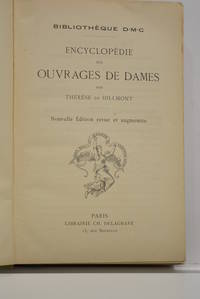 BIBLIOTHÈQUE D·M·C
ENCYCLOPÉDIE
DES
OUVRAGES DE DAMES
PAR
THÉRÈSE DE DILLMONT
Nouvelle Édition revue et augmentée
PARIS
LIBRAIRIE CH. DELAGRAVE
15, rue Soufflot